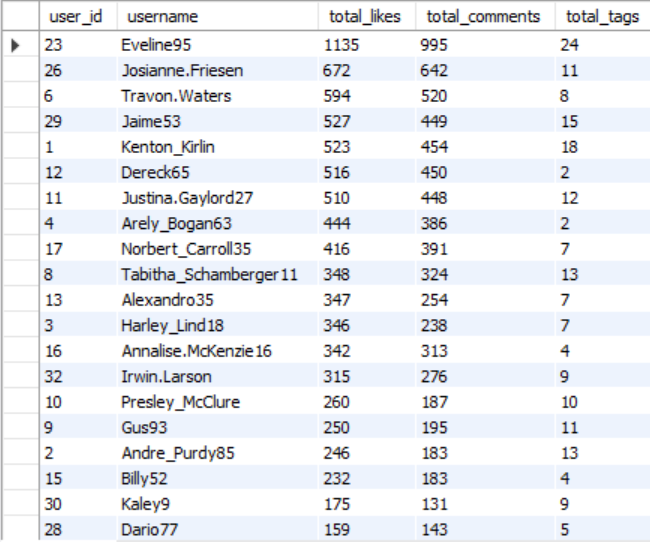 user_id username total_likes total_comments total_tags
23 Eveline95 1135 995 24
26 Josianne.Friesen 672 642 11
6 Travon.Waters 594 520 8
29 Jaime53 527 449 15
1 Kenton_Kirlin 523 454 18
12 Dereck65 516 450 2
11 Justina.Gaylord27 510 448 12
4 Arely_Bogan63 444 386 2
17 Norbert_Carroll35 416 391 7
8 Tabitha_Schamberger11 348 324 13
13 Alexandro35 347 254 7
3 Harley_Lind18 346 238 7
16 Annalise.McKenzie16 342 313 4
32 Irwin.Larson 315 276 9
10 Presley_McClure 260 187 10
9 Gus93 250 195 11
2 Andre_Purdy85 246 183 13
15 Billy52 232 183 4
30 Kaley9 175 131 9
28 Dario77 159 143 5